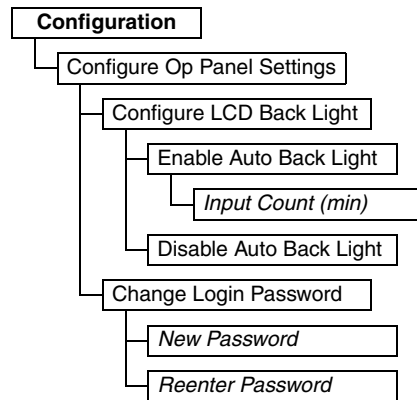 Configuration
Configure Op Panel Settings
Configure LCD Back Light
Enable Auto Back Light
Input Count (min)
Disable Auto Back Light
Change Login Password
New Password
Reenter Password